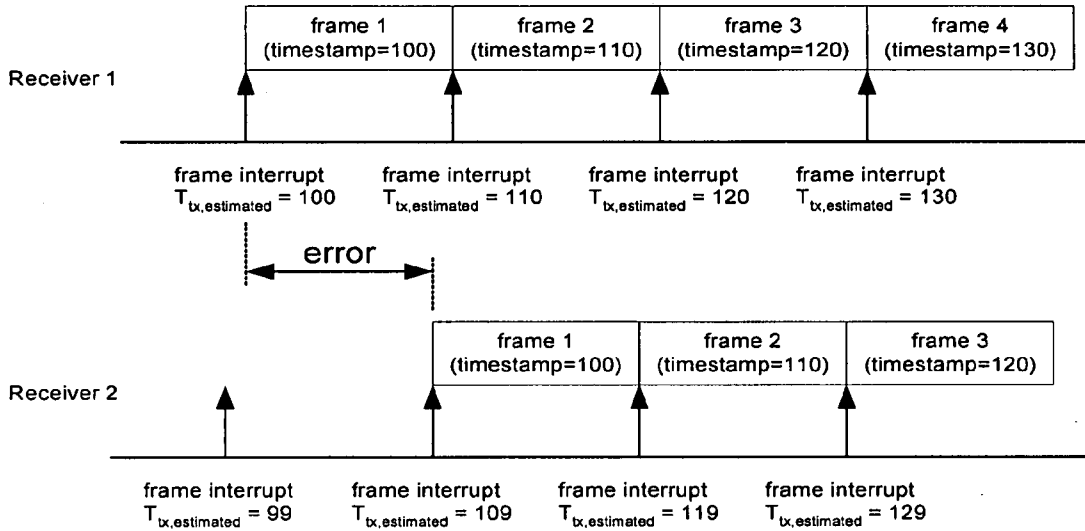 frame 1
(timestamp=100)
frame 2
(timestamp=110)
frame 3
(timestamp=120)
frame 4
(timestamp=130)
Receiver 1
frame interrupt
T_tx,estimated = 100
frame interrupt
T_tx,estimated = 110
frame interrupt
T_tx,estimated = 120
frame interrupt
T_tx,estimated = 130
error
frame 1
(timestamp=100)
frame 2
(timestamp=110)
frame 3
(timestamp=120)
Receiver 2
frame interrupt
T_tx,estimated = 99
frame interrupt
T_tx,estimated = 109
frame interrupt
T_tx,estimated = 119
frame interrupt
T_tx,estimated = 129